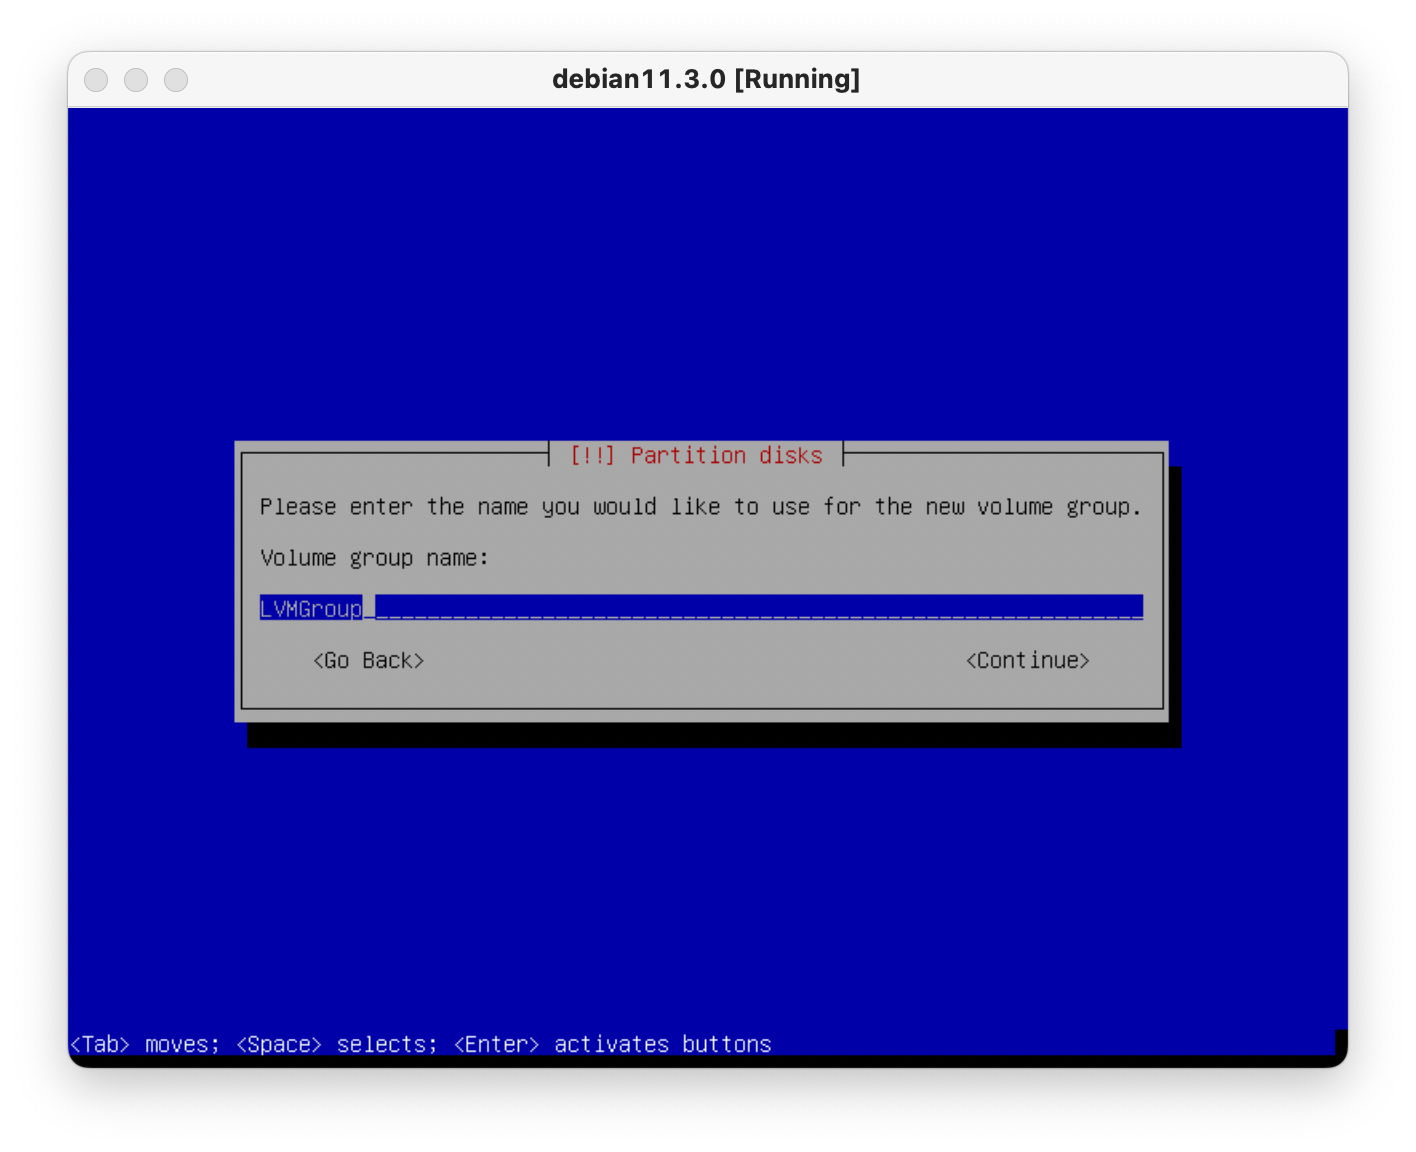 debian11.3.0 [Running]
[!!] Partition disks
Please enter the name you would like to use for the new volume group.
Volume group name:
LVMGroup
<Go Back> <Continue>
<Tab> moves; <Space> selects; <Enter> activates buttons